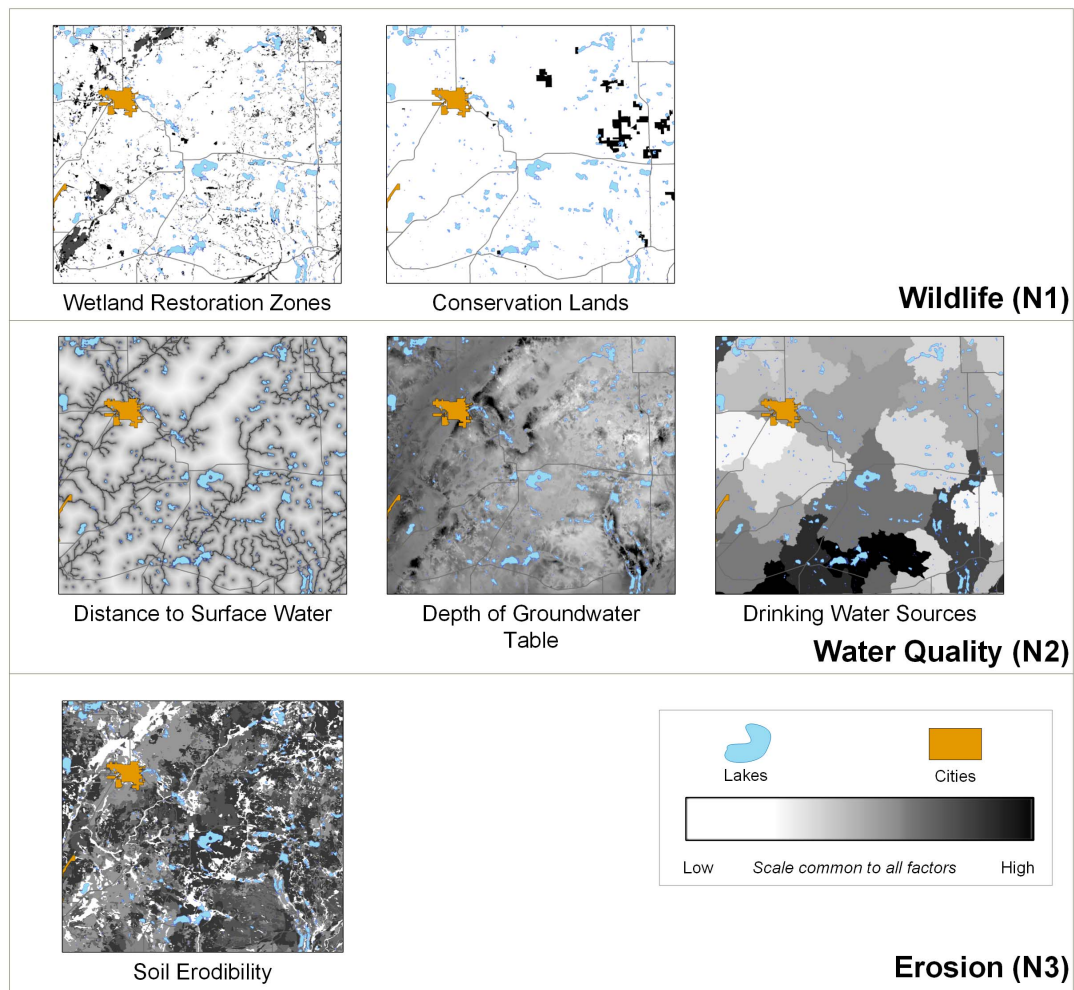 Wetland Restoration Zones
Conservation Lands
Wildlife (N1)
Distance to Surface Water
Depth of Groundwater
Table
Drinking Water Sources
Water Quality (N2)
Soil Erodibility
Lakes
Cities
Low
Scale common to all factors
High
Erosion (N3)